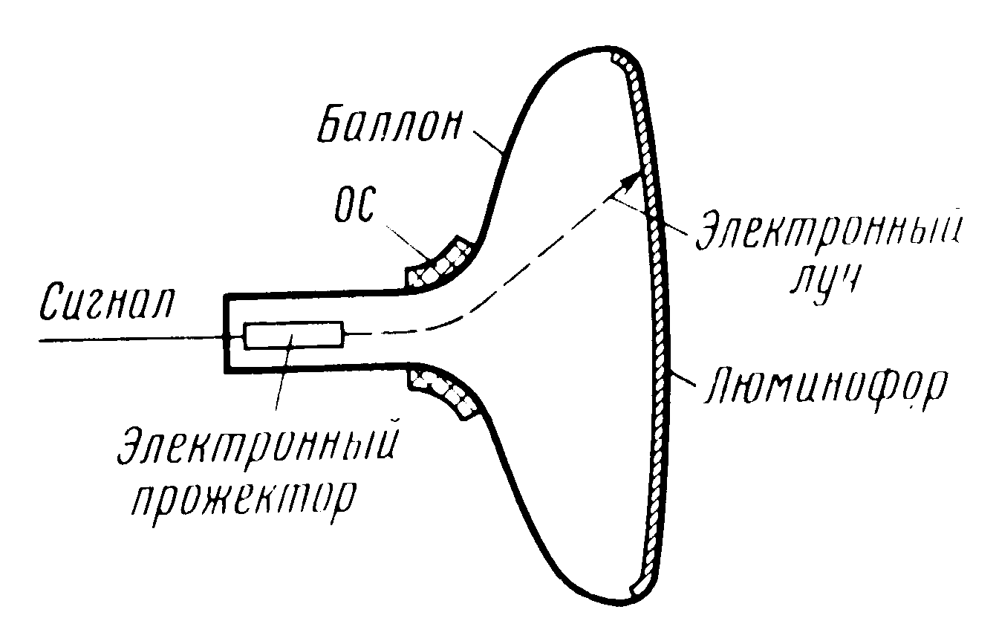 Баллон
ОС
Электронный
луч
Сигнал
Люминофор
Электронный
прожектор